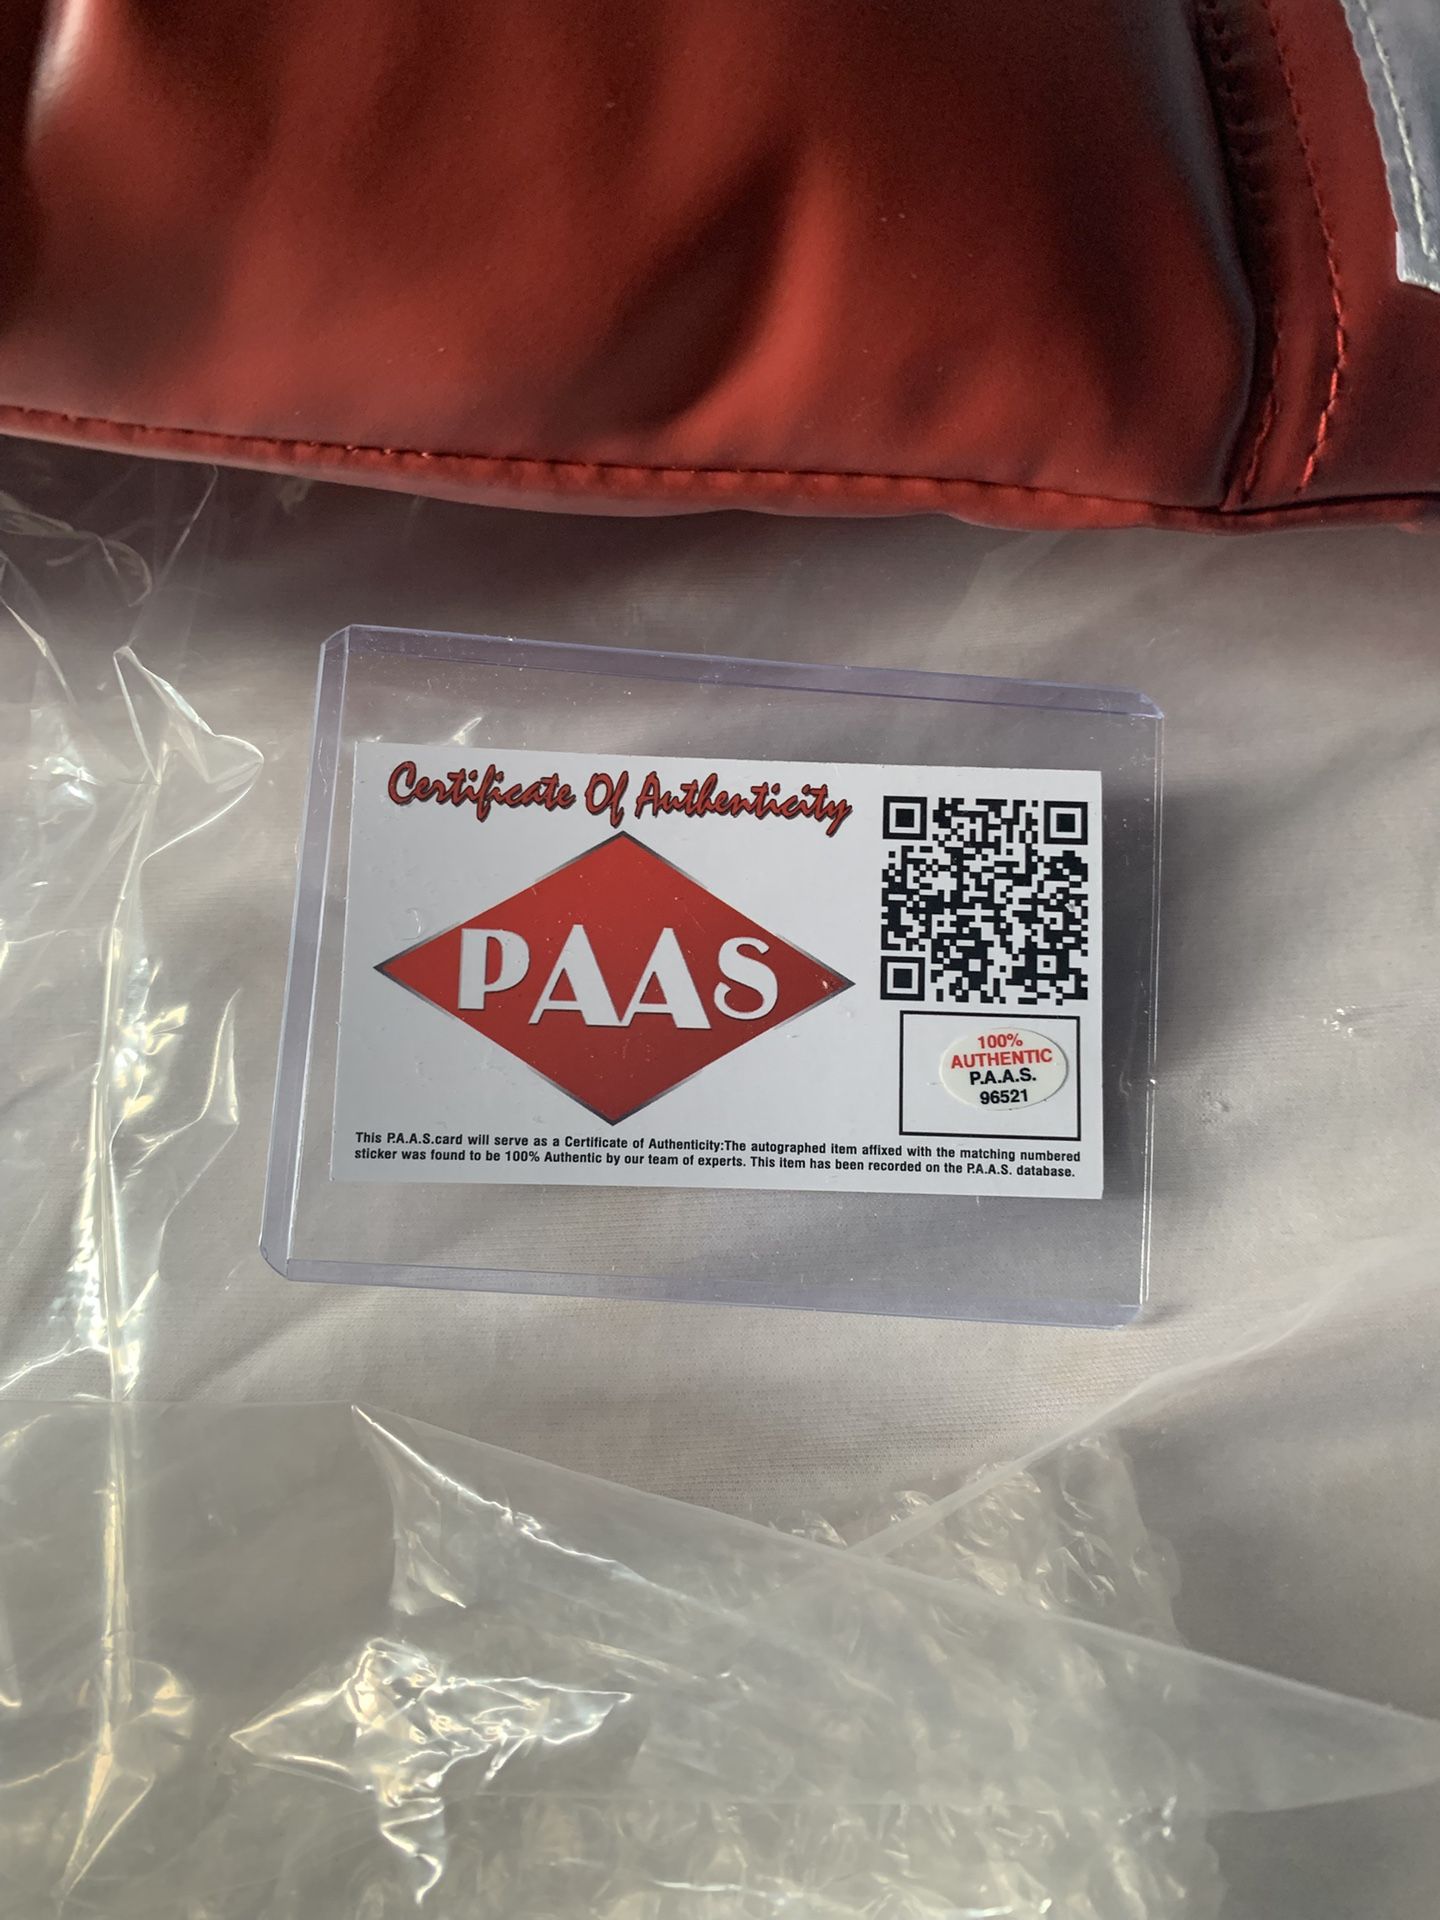 Certificate Of Authenticity
PAAS
100%
AUTHENTIC
P.A.A.S.
96521
This P.A.A.S.card will serve as a Certificate of Authenticity:The autographed item affixed with the matching numbered
sticker was found to be 100% Authentic by our team of experts. This item has been recorded on the P.A.A.S. database.